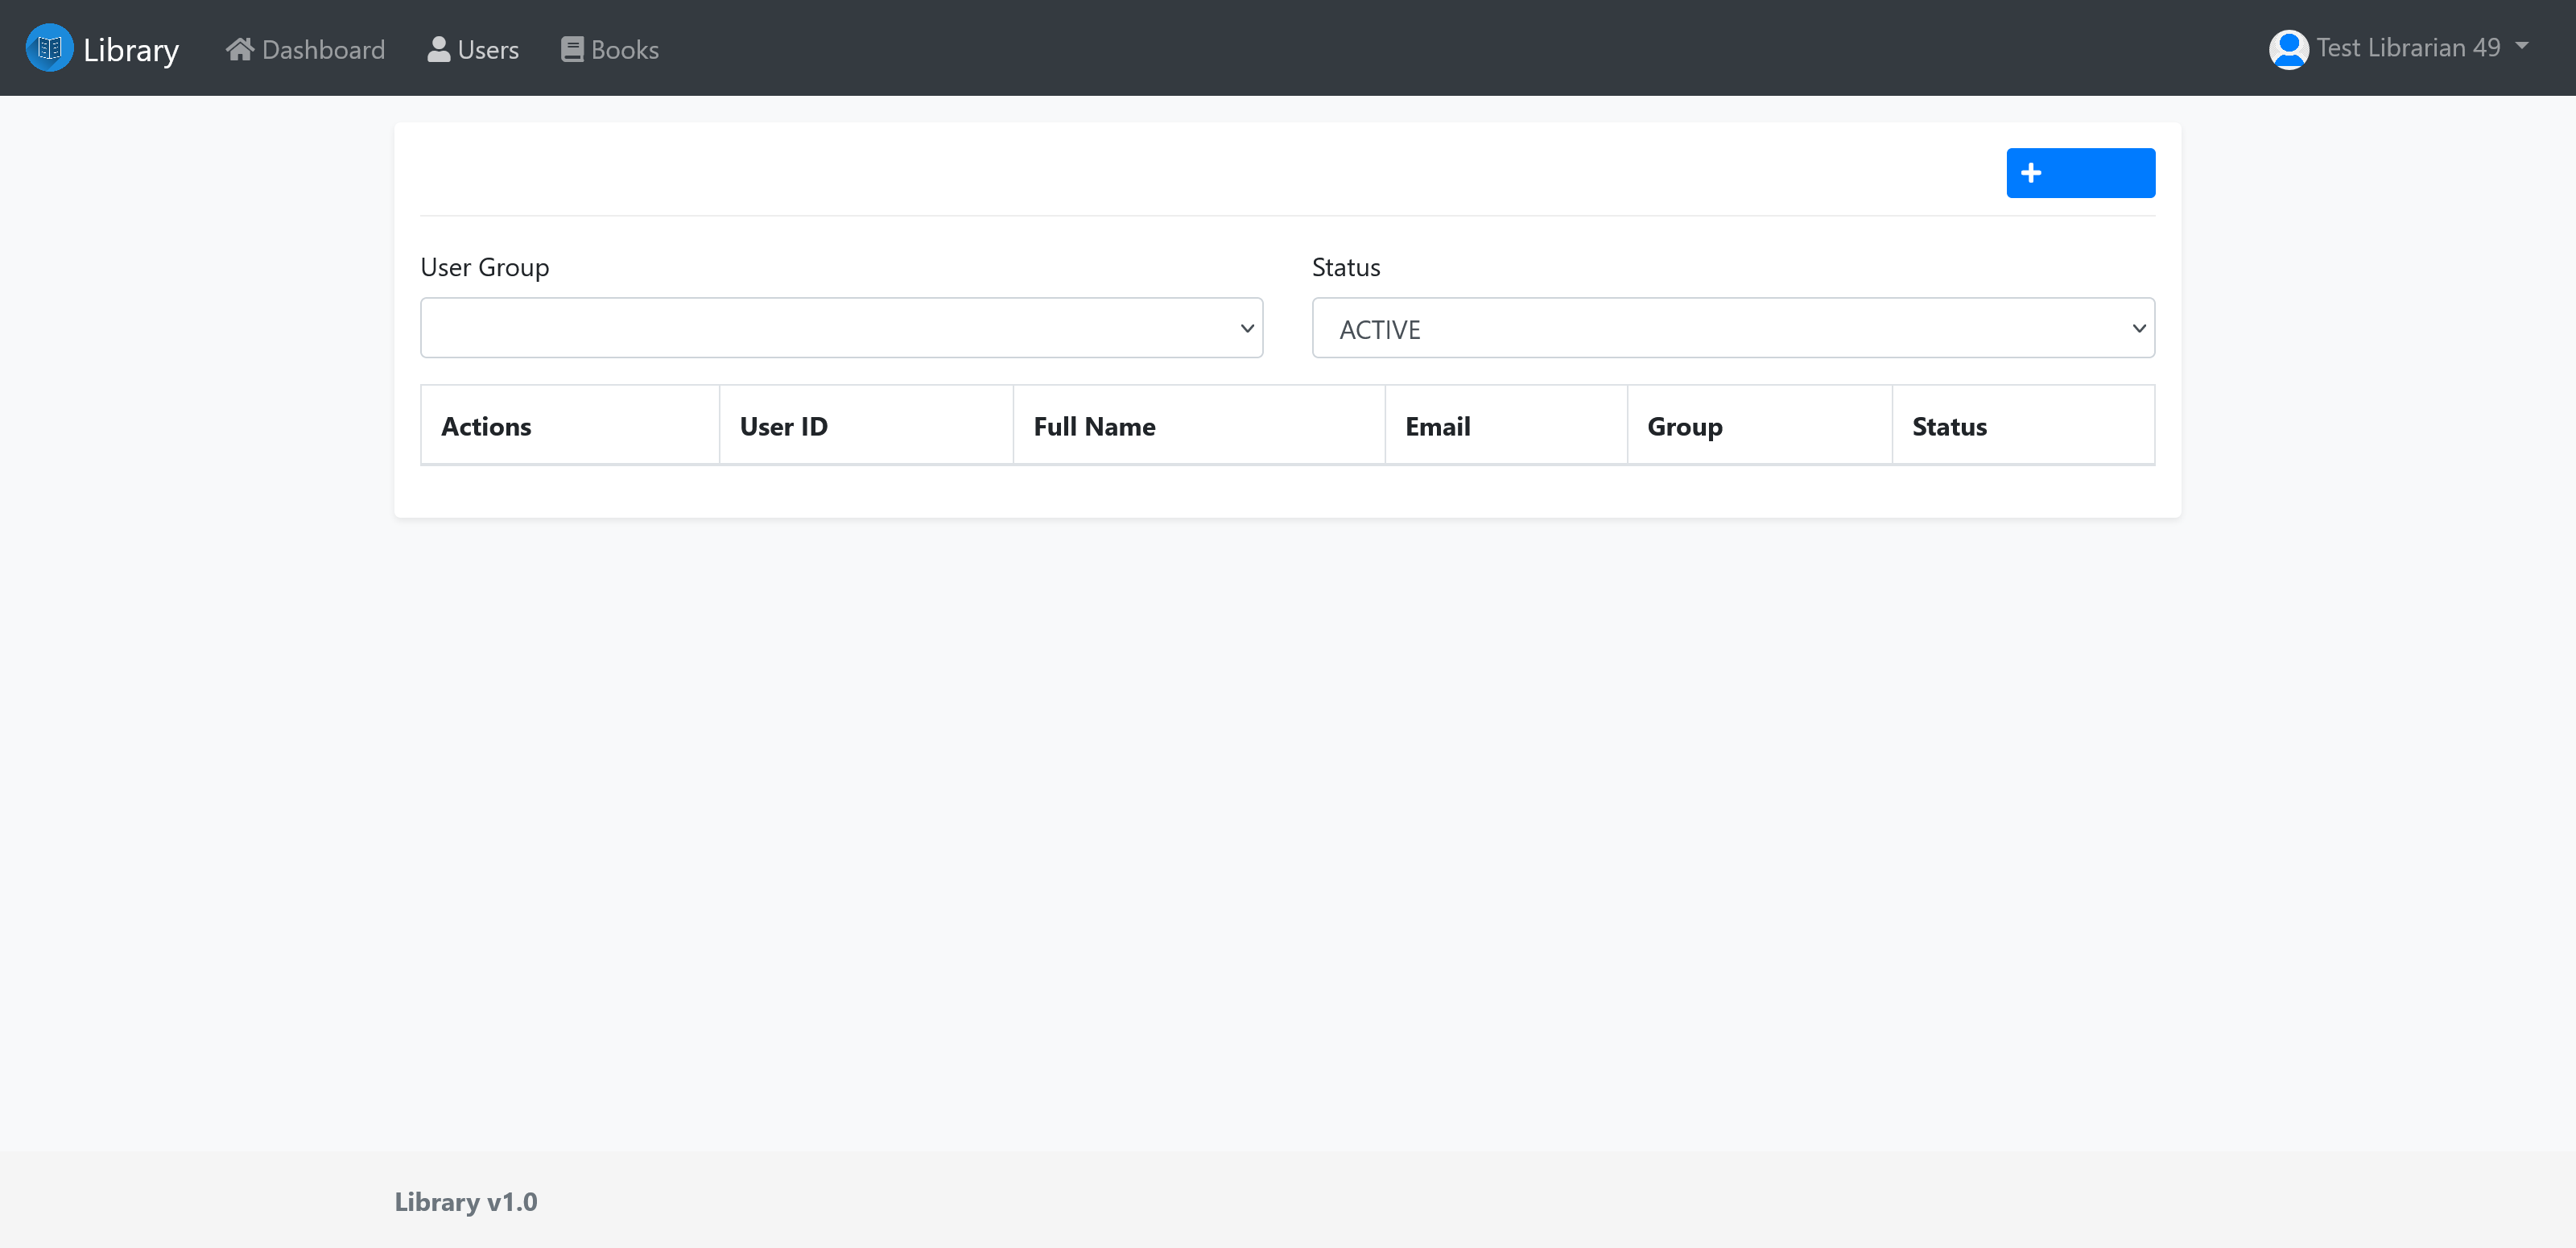 Library Dashboard Users Books Test Librarian 49
User Group Status
ACTIVE
Actions User ID Full Name Email Group Status
Library v1.0